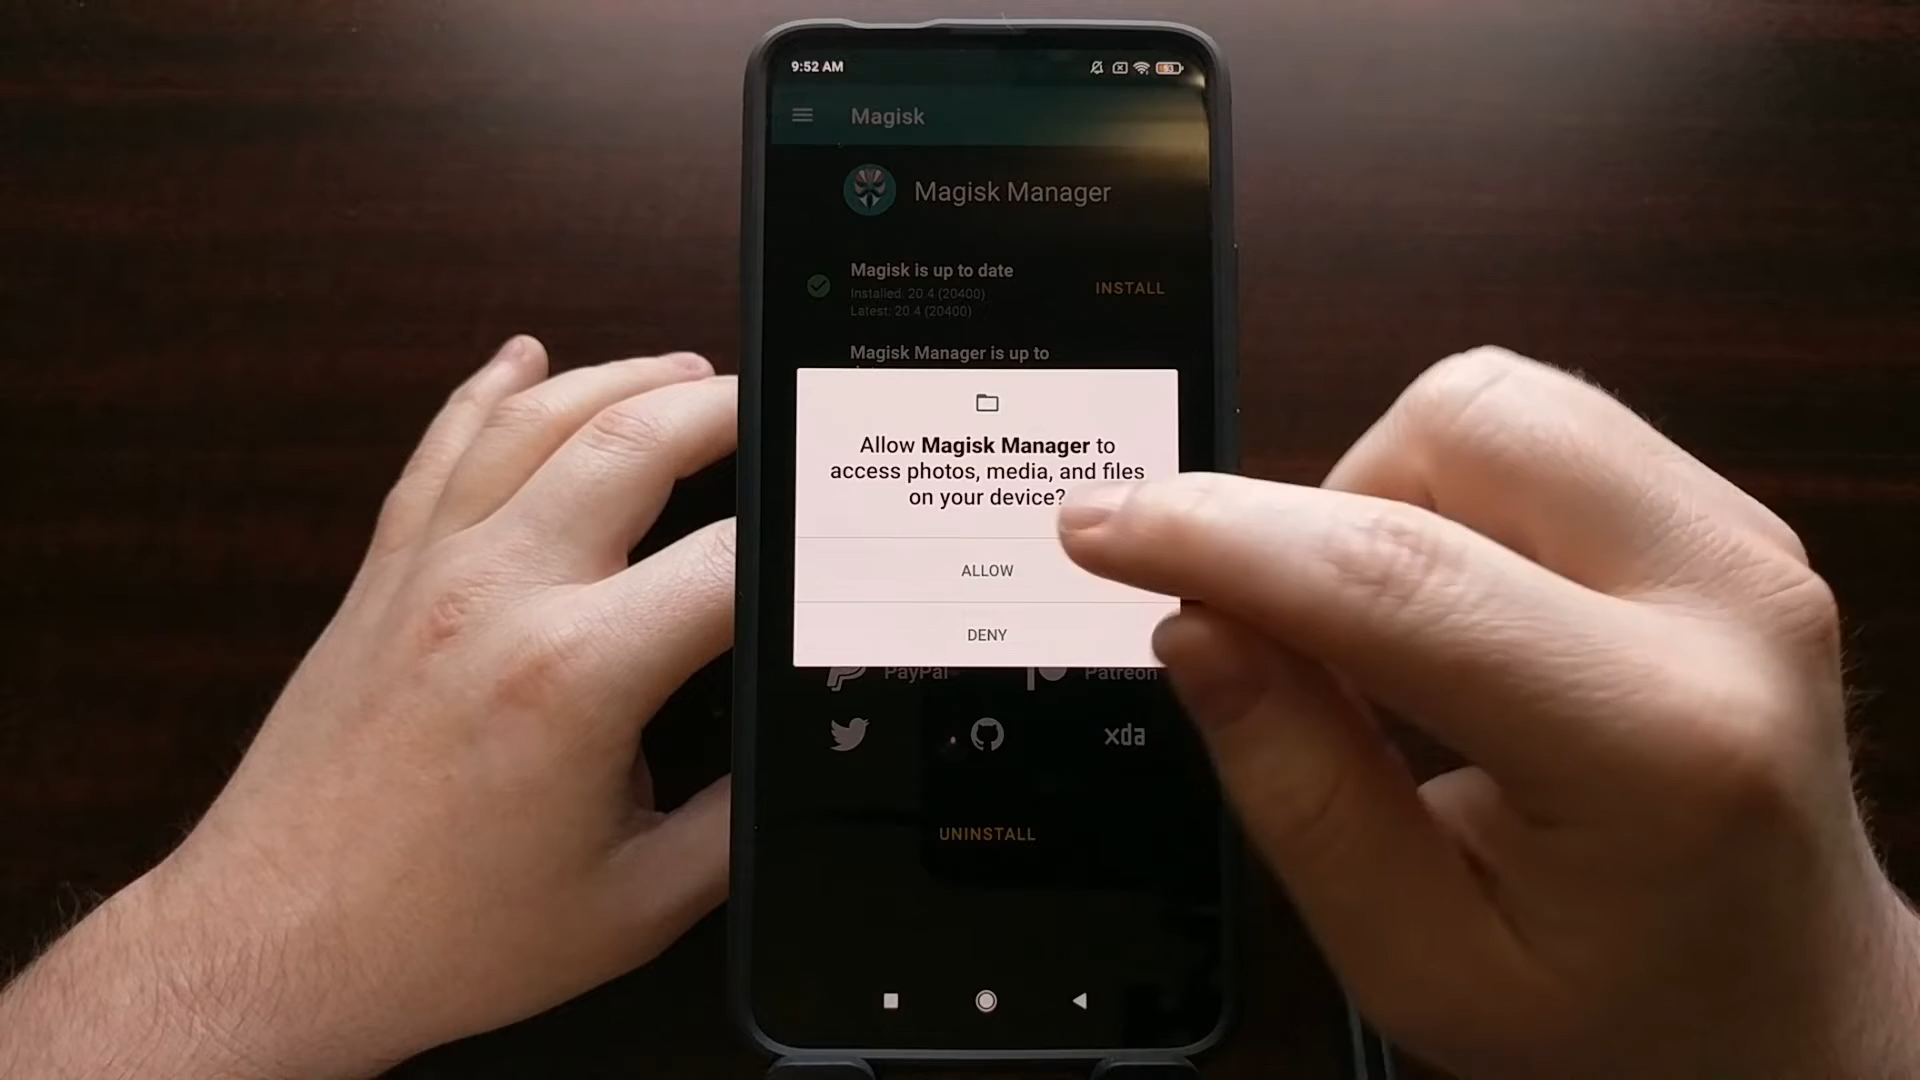 9:52 AM
53
Magisk
Magisk Manager
Magisk is up to date
Installed: 20.4 (20400)
Latest: 20.4 (20400)
INSTALL
Magisk Manager is up to
Allow Magisk Manager to
access photos, media, and files
on your device?
ALLOW
DENY
PayPal
Patreon
xda
UNINSTALL